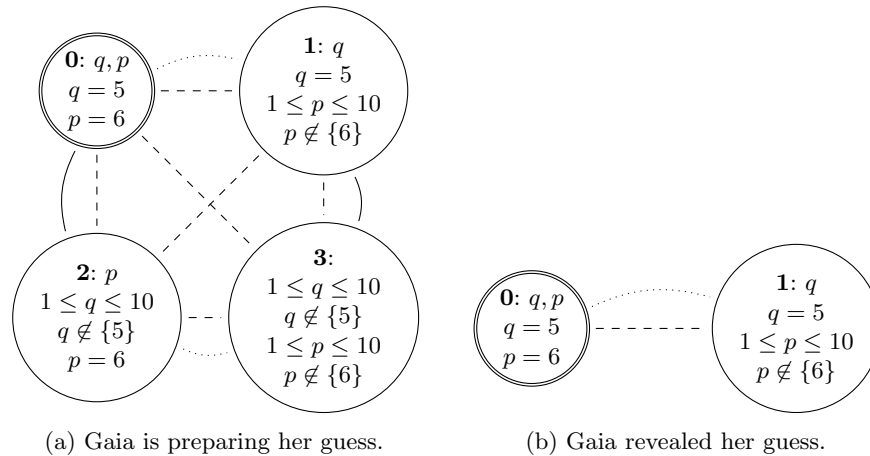 0: q, p
q = 5
p = 6
1: q
q = 5
1 ≤ p ≤ 10
p ∉ {6}
2: p
1 ≤ q ≤ 10
q ∉ {5}
p = 6
3:
1 ≤ q ≤ 10
q ∉ {5}
1 ≤ p ≤ 10
p ∉ {6}
(a) Gaia is preparing her guess.
0: q, p
q = 5
p = 6
1: q
q = 5
1 ≤ p ≤ 10
p ∉ {6}
(b) Gaia revealed her guess.